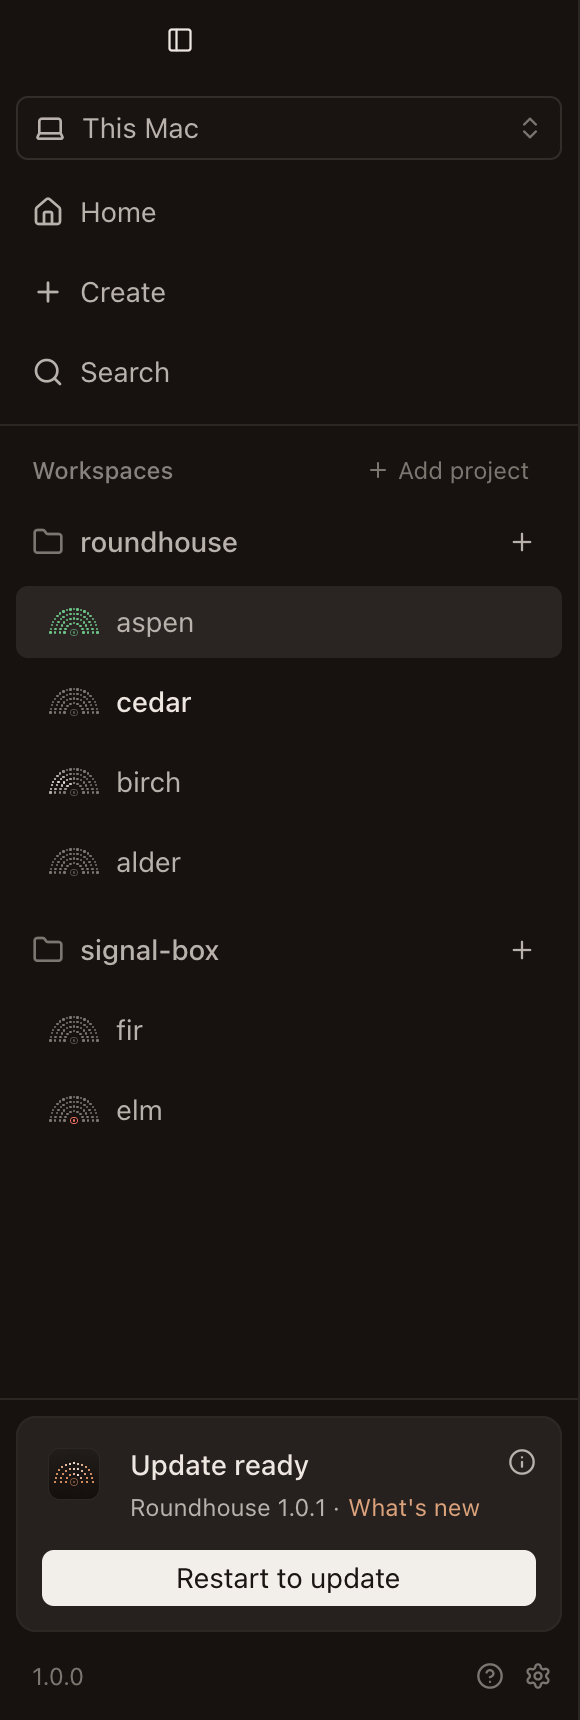 This Mac
Home
Create
Search
Workspaces
Add project
roundhouse
aspen
cedar
birch
alder
signal-box
fir
elm
Update ready
Roundhouse 1.0.1 · What's new
Restart to update
1.0.0